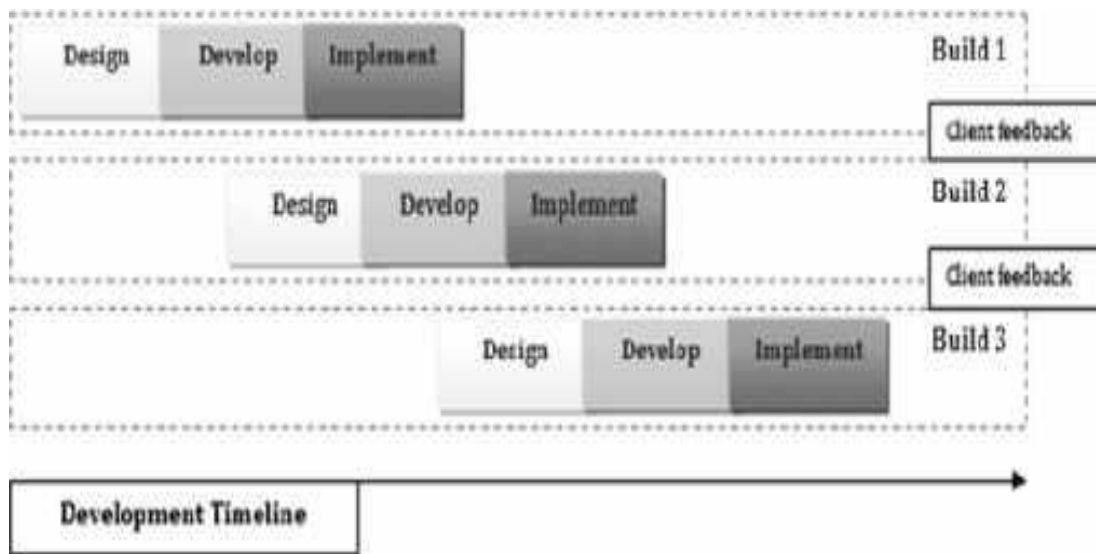 Design Develop Implement Build 1
Client feedback
Design Develop Implement Build 2
Client feedback
Design Develop Implement Build 3
Development Timeline